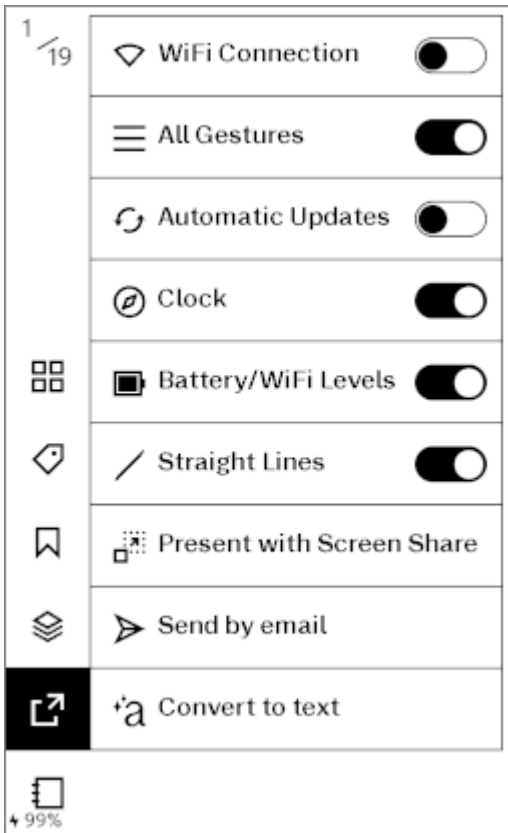 1/19
WiFi Connection
All Gestures
Automatic Updates
Clock
Battery/WiFi Levels
Straight Lines
Present with Screen Share
Send by email
Convert to text
99%